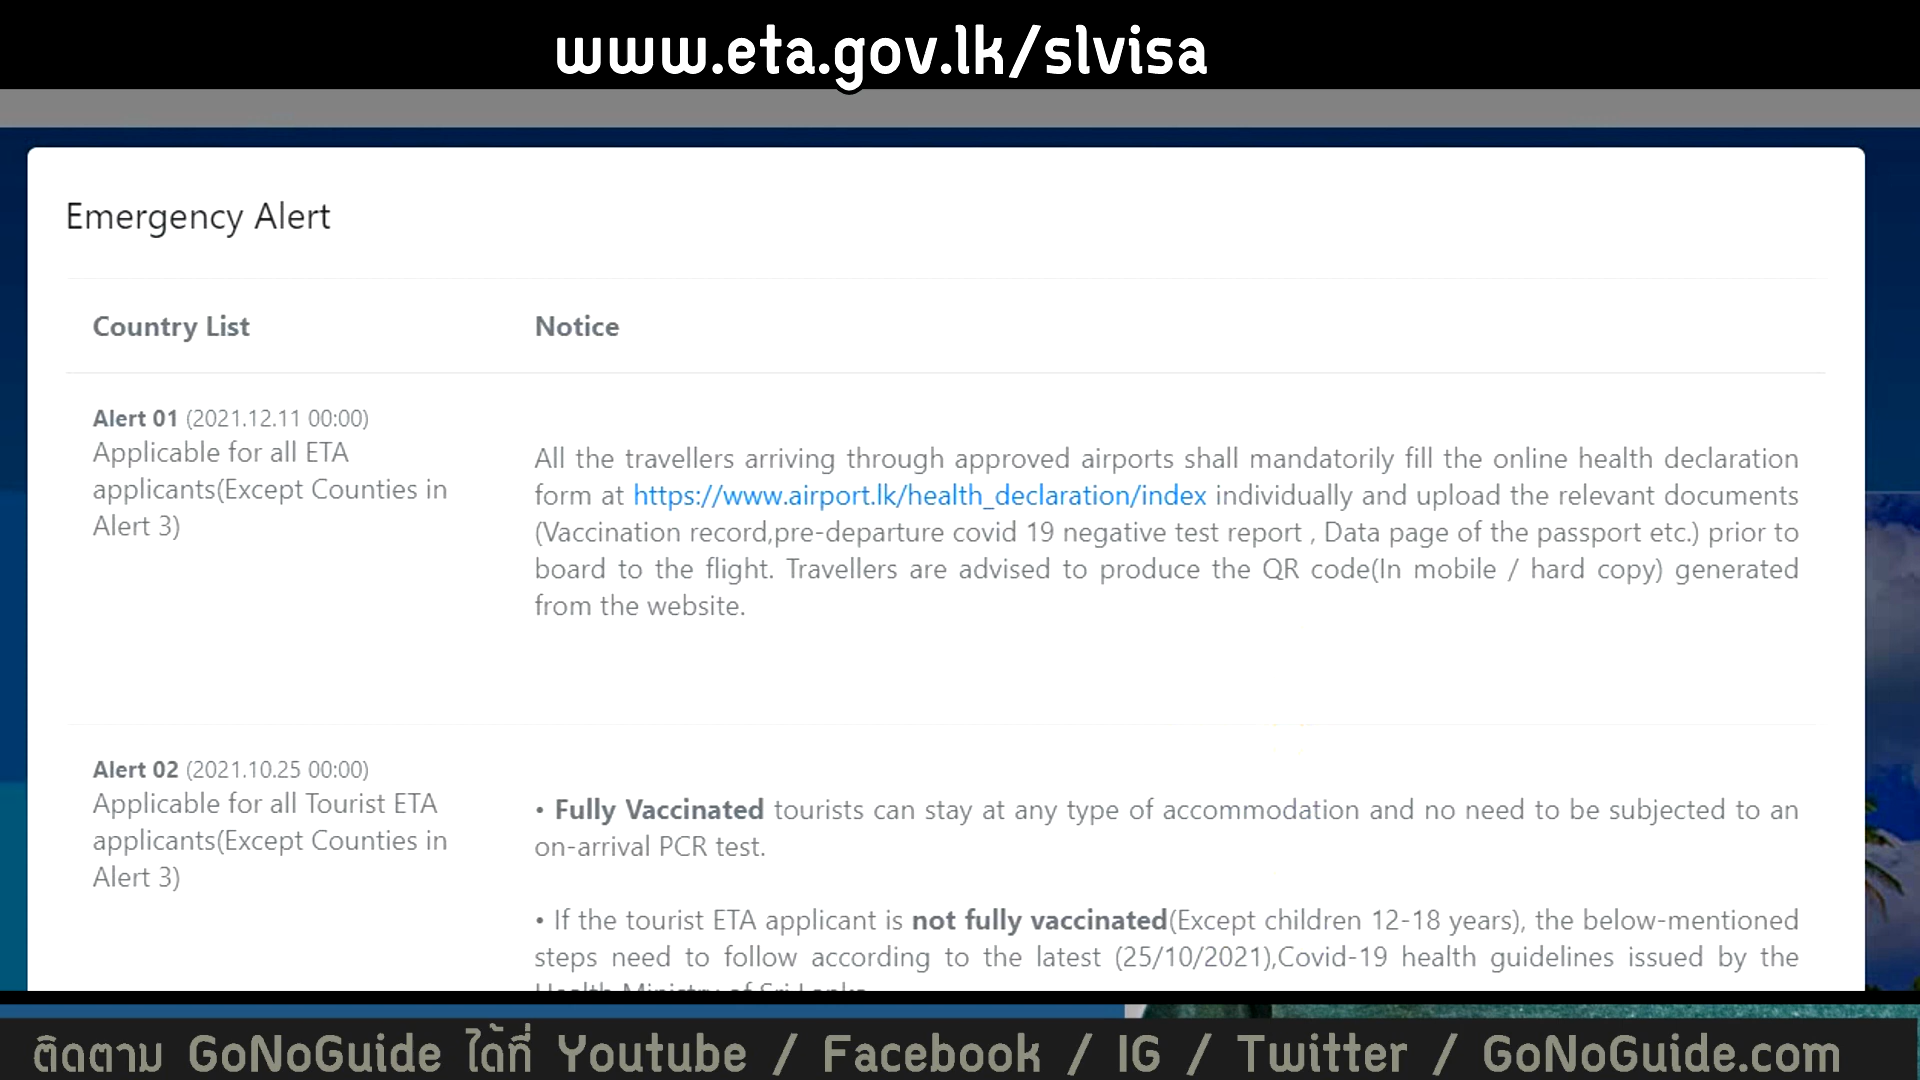 www.eta.gov.lk/slvisa
Emergency Alert
Country List
Notice
Alert 01 (2021.12.11 00:00)
Applicable for all ETA
applicants(Except Counties in
Alert 3)
All the travellers arriving through approved airports shall mandatorily fill the online health declaration
form at https://www.airport.lk/health_declaration/index individually and upload the relevant documents
(Vaccination record,pre-departure covid 19 negative test report , Data page of the passport etc.) prior to
board to the flight. Travellers are advised to produce the QR code(In mobile / hard copy) generated
from the website.
Alert 02 (2021.10.25 00:00)
Applicable for all Tourist ETA
applicants(Except Counties in
Alert 3)
• Fully Vaccinated tourists can stay at any type of accommodation and no need to be subjected to an
on-arrival PCR test.
• If the tourist ETA applicant is not fully vaccinated(Except children 12-18 years), the below-mentioned
steps need to follow according to the latest (25/10/2021),Covid-19 health guidelines issued by the
Health Ministry of Sri Lanka
ติดตาม GoNoGuide ได้ที่ Youtube / Facebook / IG / Twitter / GoNoGuide.com